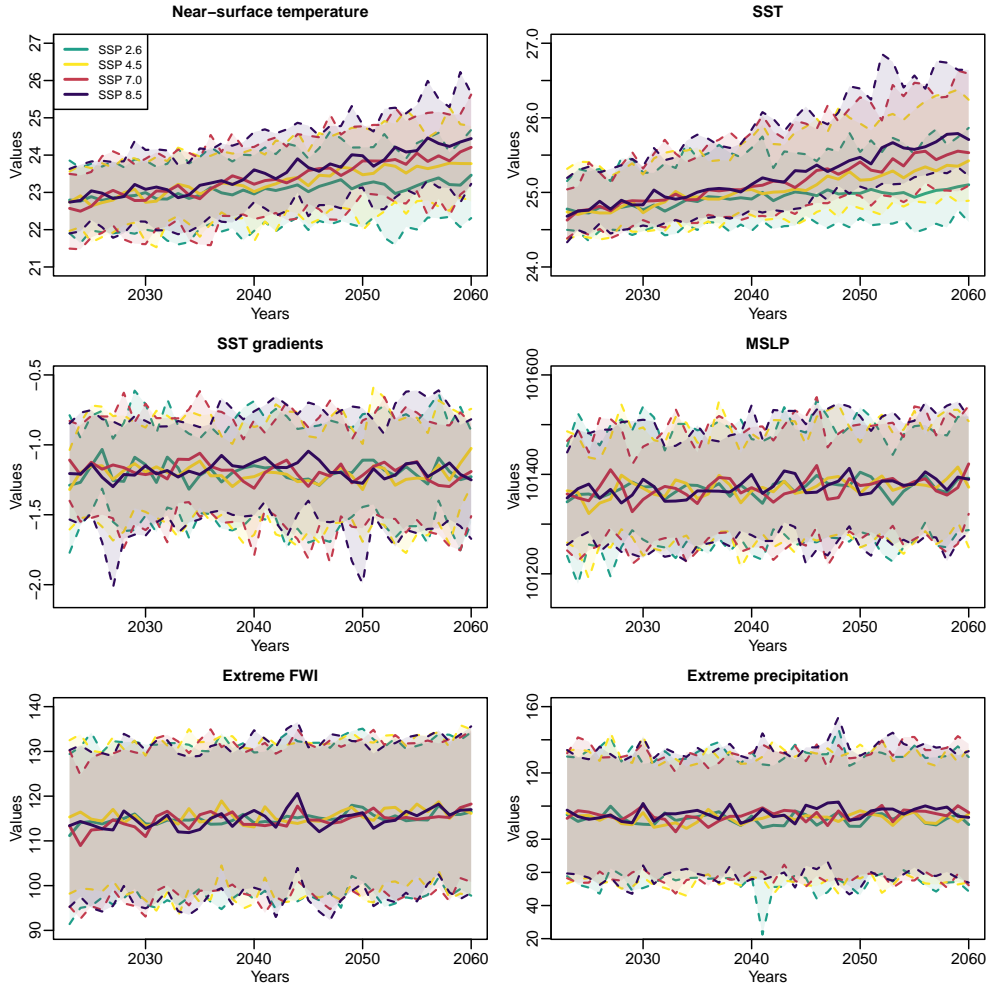 Near−surface temperature
SST
Values
21 22 23 24 25 26 27
SSP 2.6
SSP 4.5
SSP 7.0
SSP 8.5
2030 2040 2050 2060
Years
Values
24.0 25.0 26.0 27.0
2030 2040 2050 2060
Years
SST gradients
MSLP
Values
−2.0 −1.5 −1.0 −0.5
2030 2040 2050 2060
Years
Values
101200 101400 101600
2030 2040 2050 2060
Years
Extreme FWI
Extreme precipitation
Values
90 100 110 120 130 140
2030 2040 2050 2060
Years
Values
20 40 60 80 120 160
2030 2040 2050 2060
Years